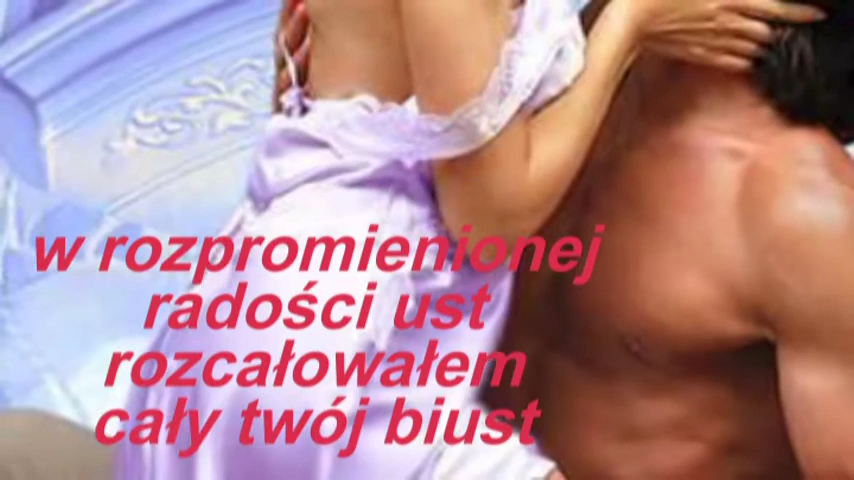 w rozpromienionej
radości ust
rozcałowałem
cały twój biust